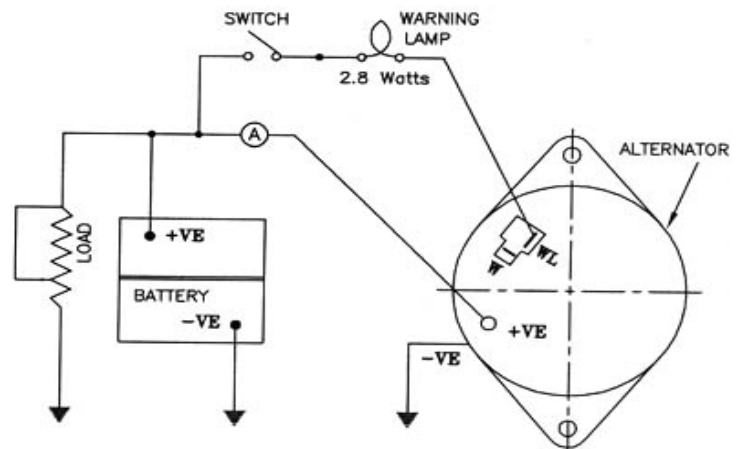 SWITCH
WARNING
LAMP
2.8 Watts
A
ALTERNATOR
LOAD
+VE
BATTERY
-VE
W
WL
+VE
-VE